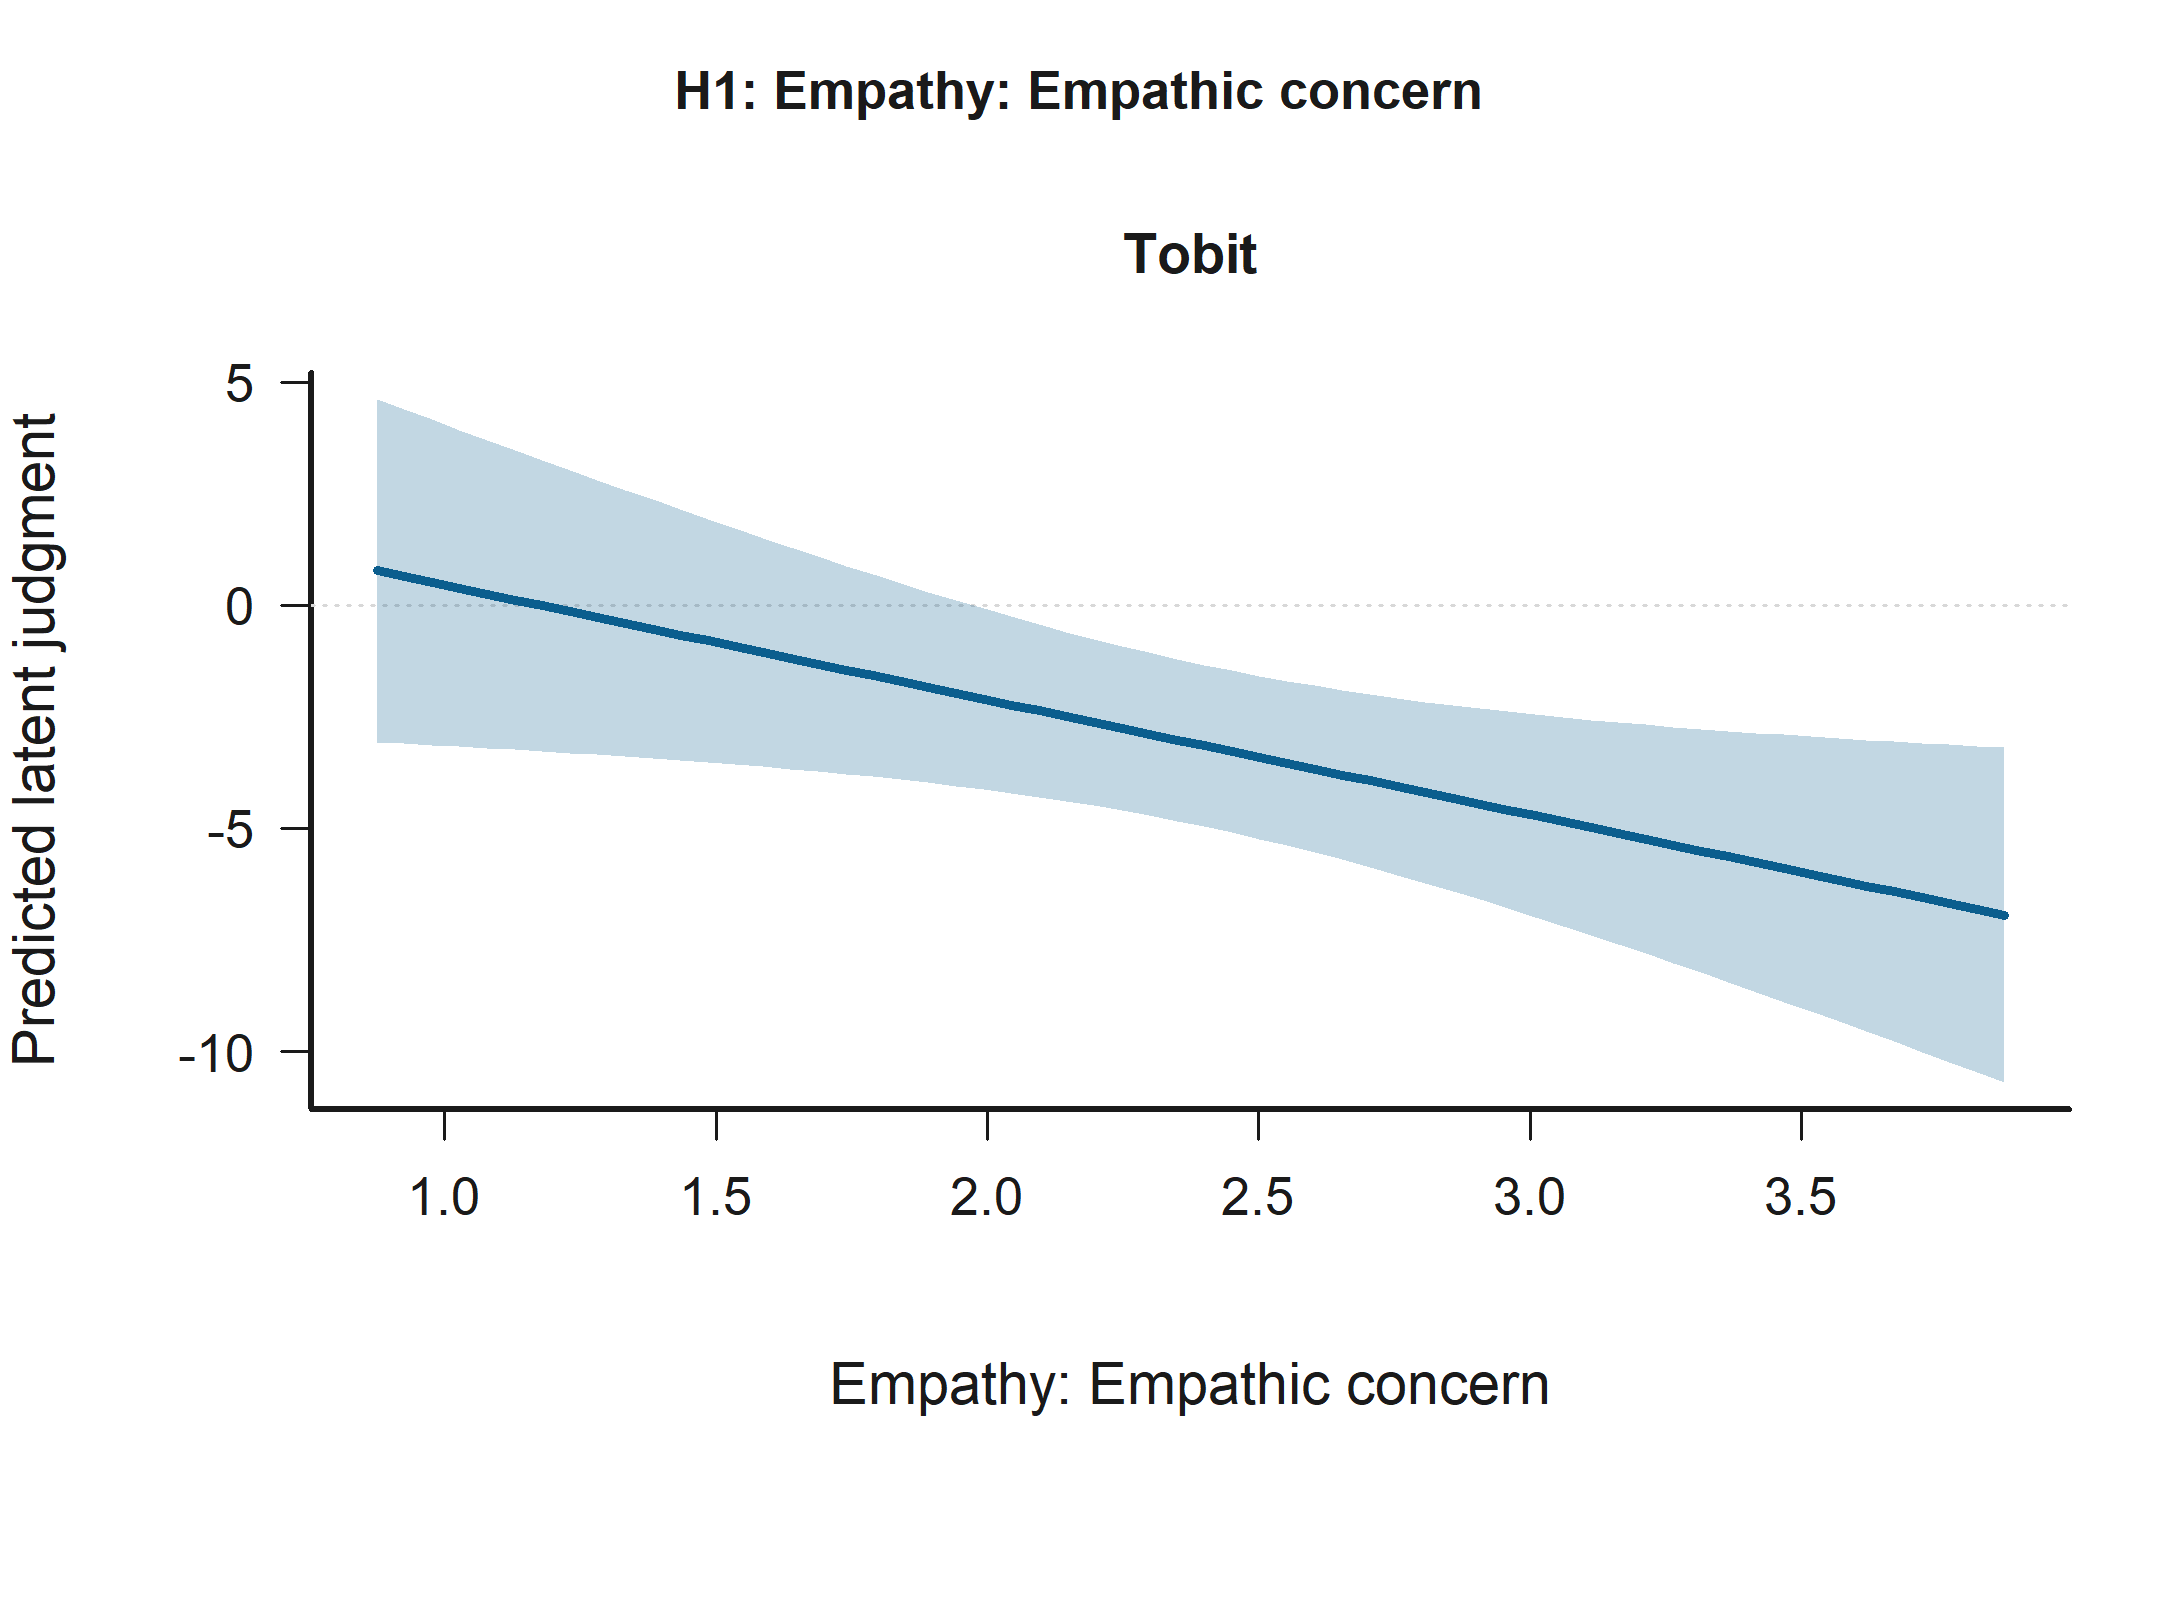 H1: Empathy: Empathic concern
Tobit
Predicted latent judgment
5
0
-5
-10
1.0 1.5 2.0 2.5 3.0 3.5
Empathy: Empathic concern